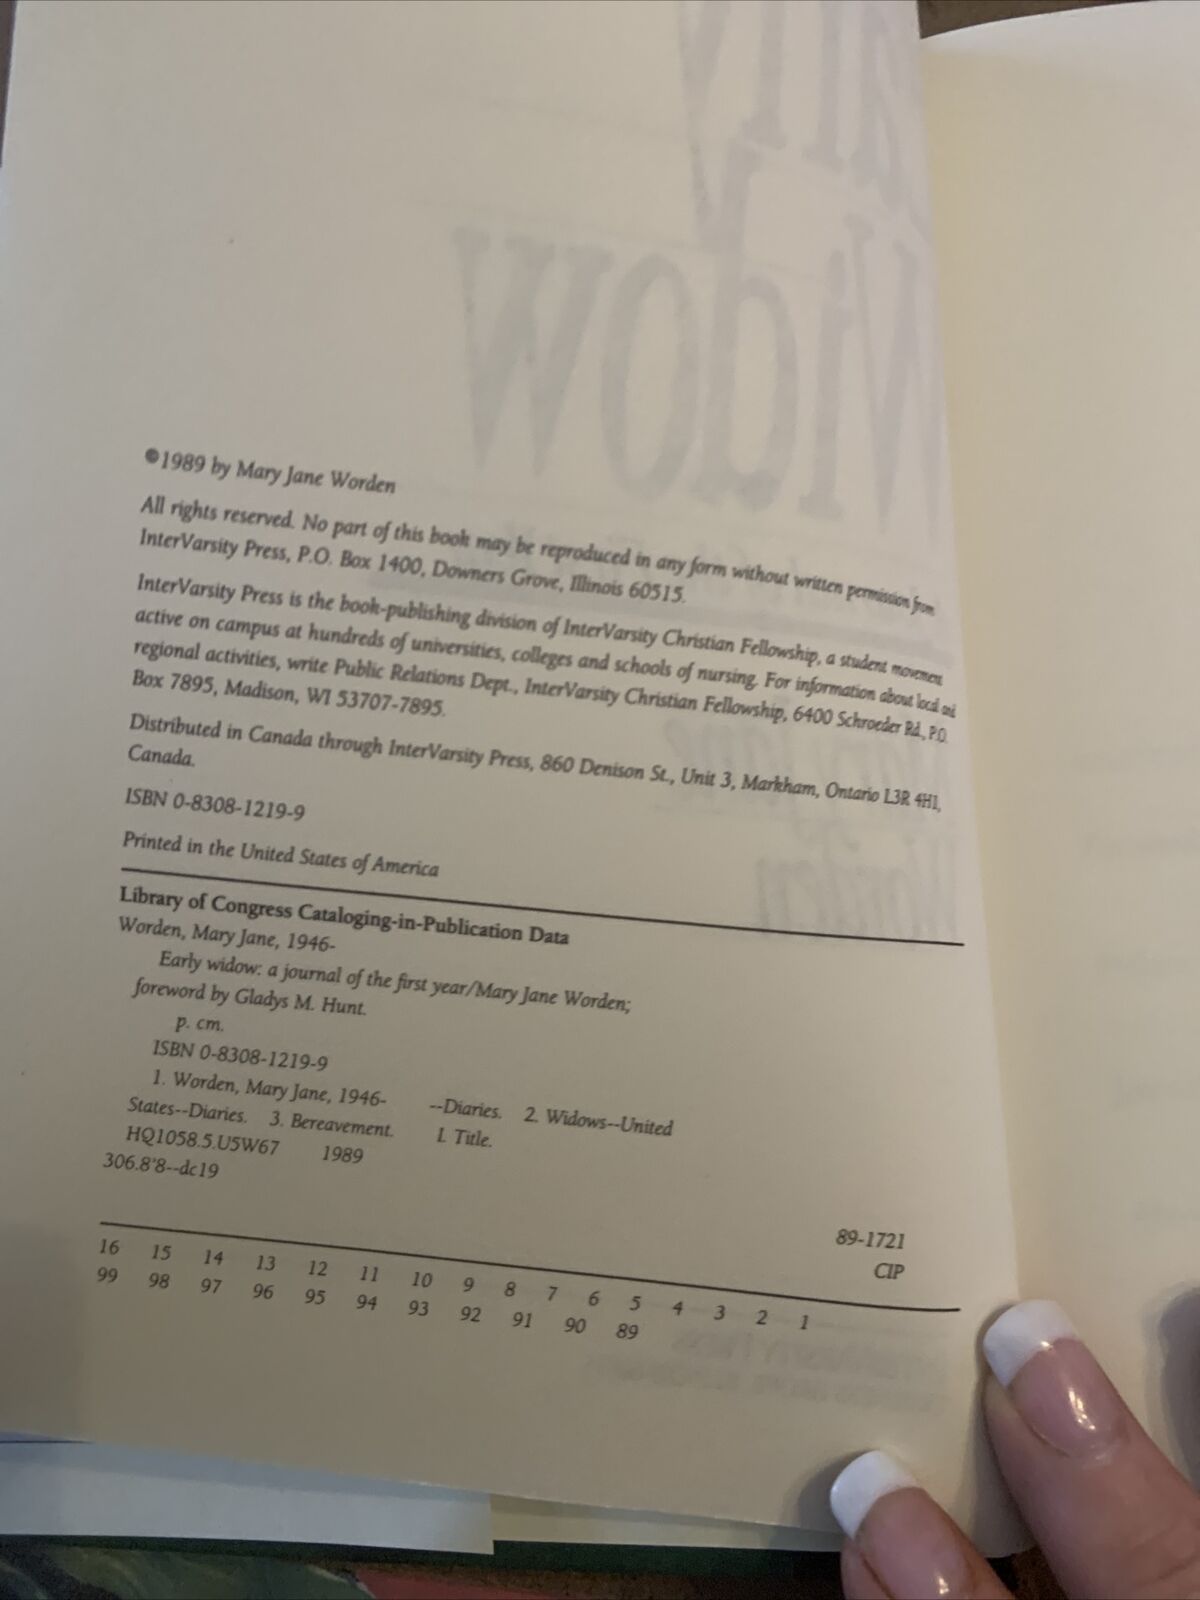 ©1989 by Mary Jane Worden
All rights reserved. No part of this book may be reproduced in any form without written permission from
InterVarsity Press, P.O. Box 1400, Downers Grove, Illinois 60515.
InterVarsity Press is the book-publishing division of InterVarsity Christian Fellowship, a student movement
active on campus at hundreds of universities, colleges and schools of nursing. For information about local and
regional activities, write Public Relations Dept., InterVarsity Christian Fellowship, 6400 Schroeder Rd., P.O.
Box 7895, Madison, WI 53707-7895.
Distributed in Canada through InterVarsity Press, 860 Denison St., Unit 3, Markham, Ontario L3R 4H1,
Canada.
ISBN 0-8308-1219-9
Printed in the United States of America
Library of Congress Cataloging-in-Publication Data
Worden, Mary Jane, 1946-
Early widow: a journal of the first year/Mary Jane Worden;
foreword by Gladys M. Hunt.
p. cm.
ISBN 0-8308-1219-9
1. Worden, Mary Jane, 1946- --Diaries. 2. Widows--United
States--Diaries. 3. Bereavement. I. Title.
HQ1058.5.U5W67 1989
306.8'8--dc19
89-1721
CIP
16 15 14 13 12 11 10 9 8 7 6 5 4 3 2 1
99 98 97 96 95 94 93 92 91 90 89
Widow